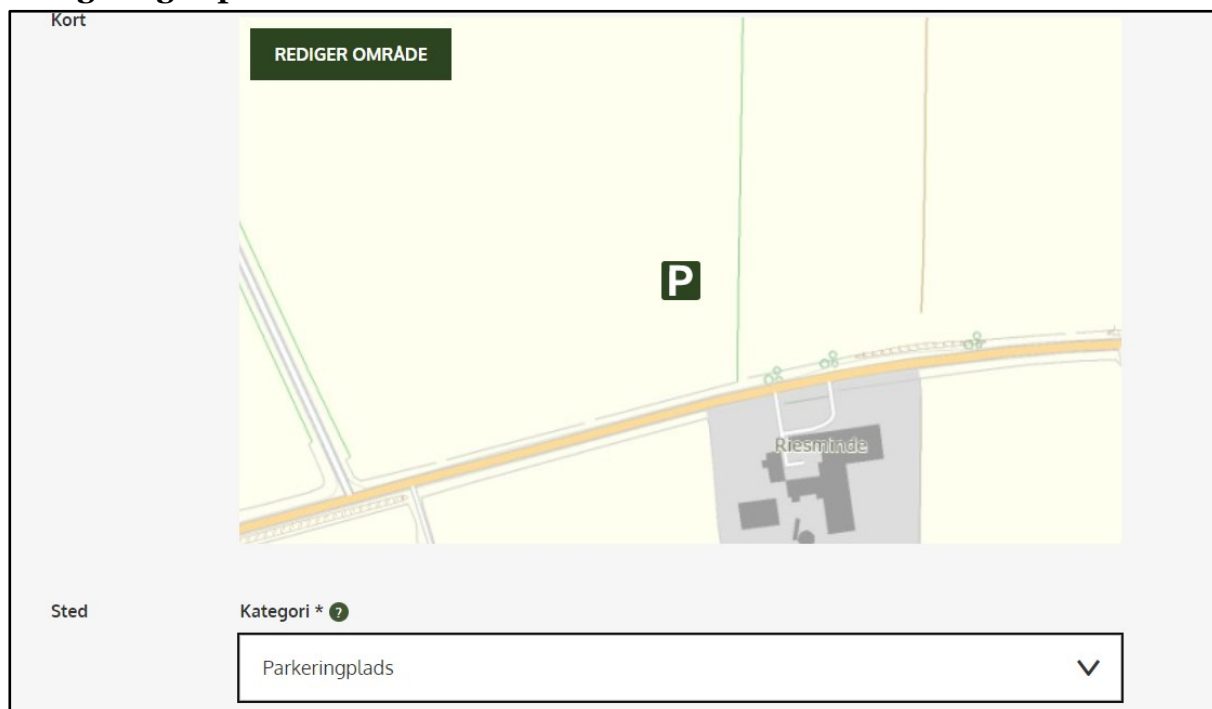 Kort
REDIGER OMRÅDE
P
Riesminde
Sted
Kategori * ?
Parkeringplads